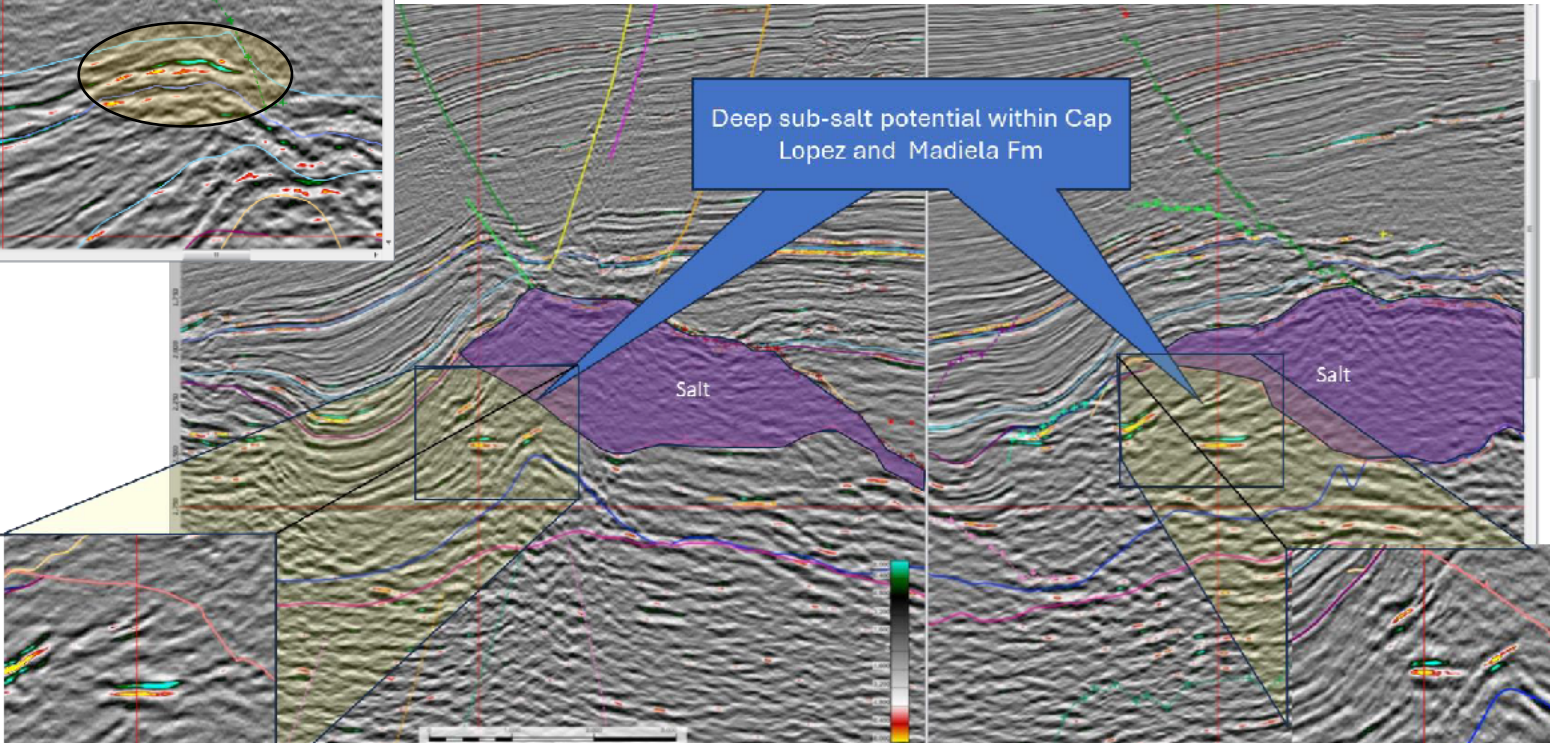 Deep sub-salt potential within Cap
Lopez and Madiela Fm
Salt
Salt